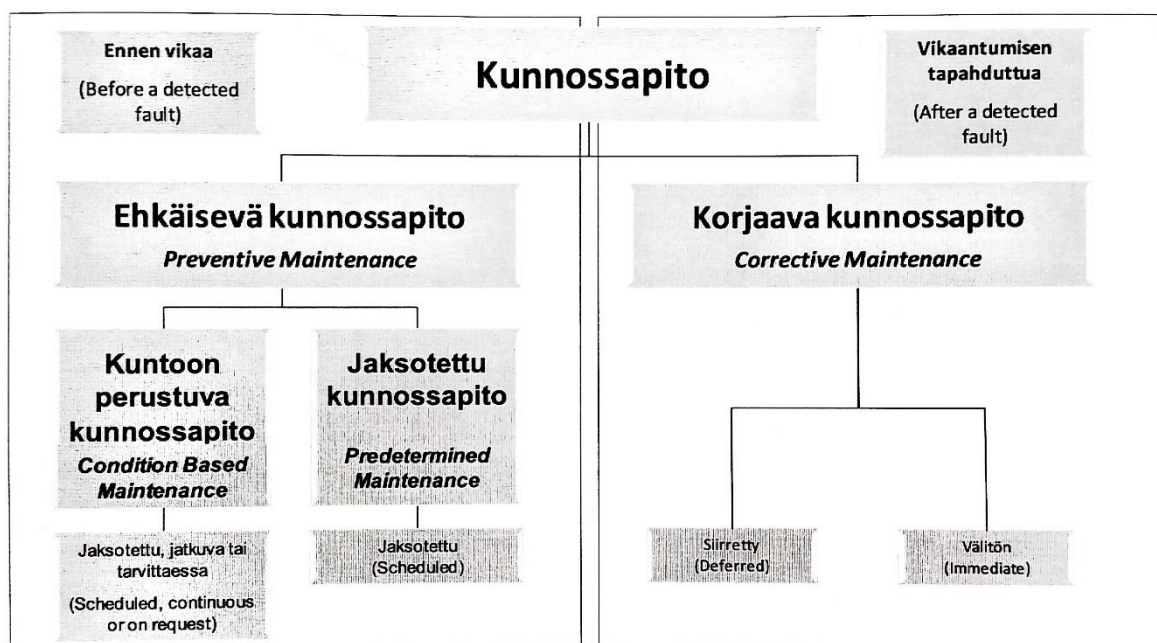 Ennen vikaa
(Before a detected
fault)
Kunnossapito
Vikaantumisen
tapahduttua
(After a detected
fault)
Ehkäisevä kunnossapito
Preventive Maintenance
Korjaava kunnossapito
Corrective Maintenance
Kuntoon
perustuva
kunnossapito
Condition Based
Maintenance
Jaksotettu
kunnossapito
Predetermined
Maintenance
Jaksotettu, jatkuva tai
tarvittaessa
(Scheduled, continuous
or on request)
Jaksotettu
(Scheduled)
Siirretty
(Deferred)
Välitön
(Immediate)